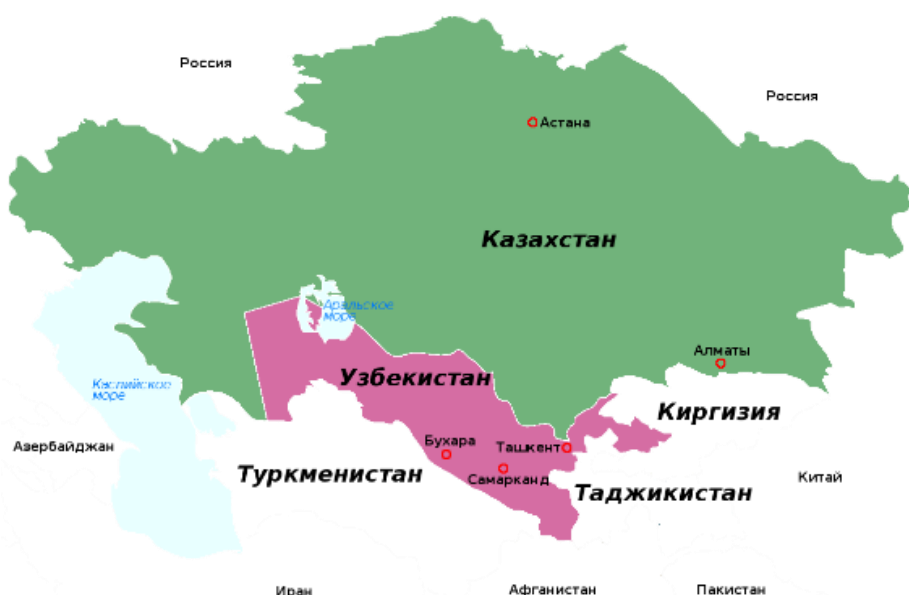 Россия
Россия
Астана
Казахстан
Аральское
море
Алматы
Узбекистан
Каспийское
море
Киргизия
Азербайджан
Бухара
Ташкент
Туркменистан
Самарканд
Таджикистан
Китай
Иран
Афганистан
Пакистан